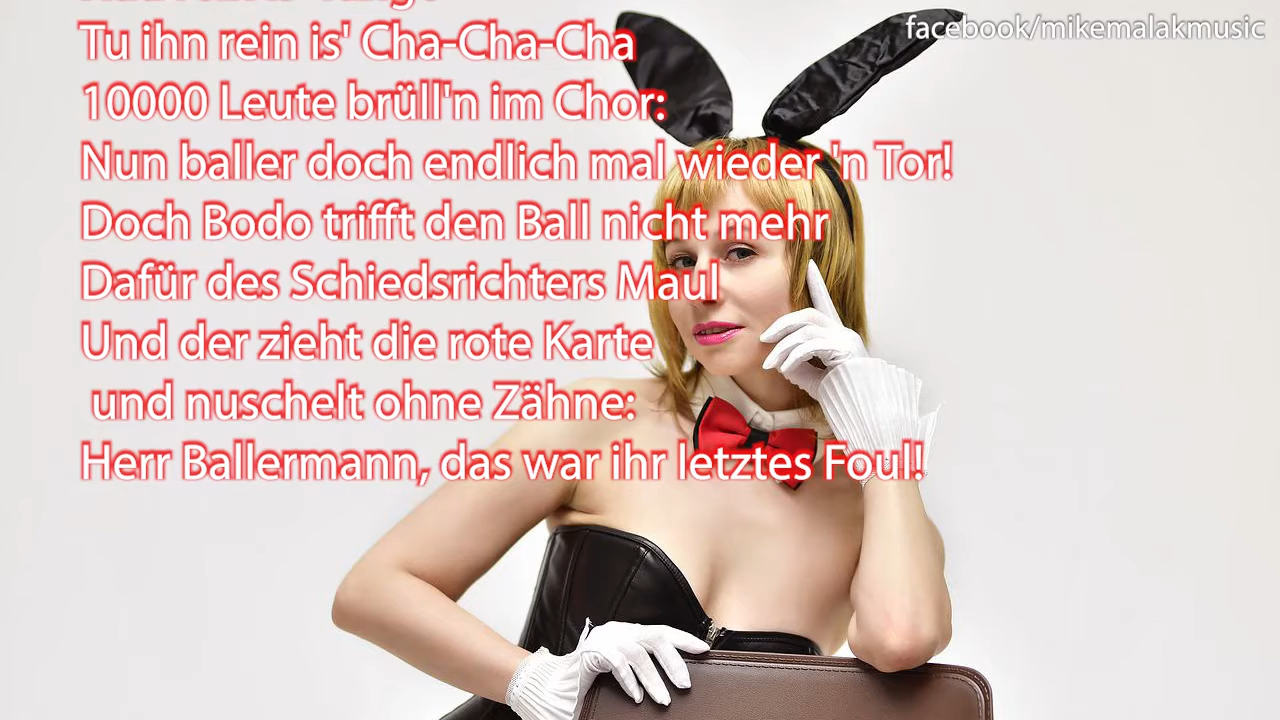 facebook/mikemalakmusic
Tu ihn rein is' Cha-Cha-Cha
10000 Leute brüll'n im Chor:
Nun baller doch endlich mal wieder 'n Tor!
Doch Bodo trifft den Ball nicht mehr
Dafür des Schiedsrichters Maul
Und der zieht die rote Karte
und nuschelt ohne Zähne:
Herr Ballermann, das war ihr letztes Foul!